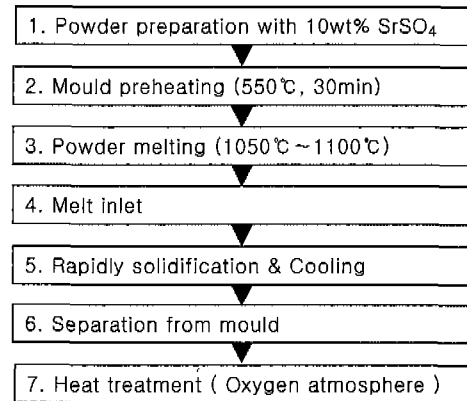 1. Powder preparation with 10wt% SrSO₄
2. Mould preheating (550℃, 30min)
3. Powder melting (1050℃~1100℃)
4. Melt inlet
5. Rapidly solidification & Cooling
6. Separation from mould
7. Heat treatment ( Oxygen atmosphere )